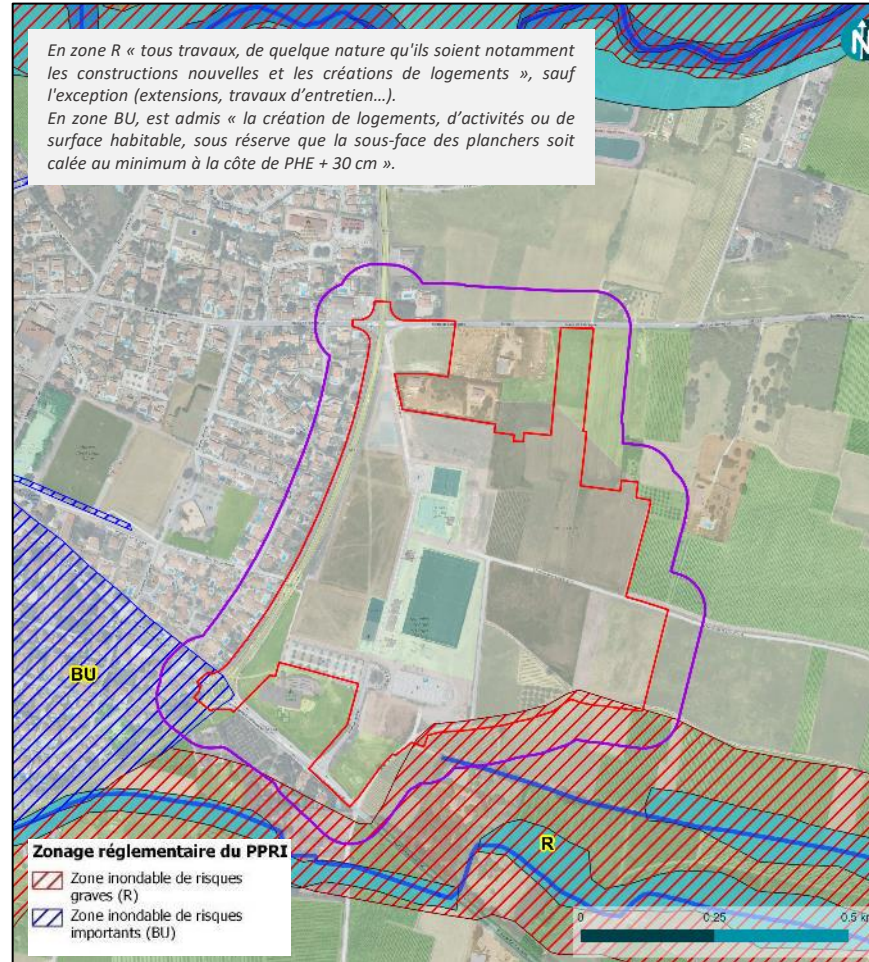 En zone R « tous travaux, de quelque nature qu'ils soient notamment
les constructions nouvelles et les créations de logements », sauf
l'exception (extensions, travaux d'entretien…).
En zone BU, est admis « la création de logements, d'activités ou de
surface habitable, sous réserve que la sous-face des planchers soit
calée au minimum à la côte de PHE + 30 cm ».
N
BU
R
Zonage réglementaire du PPRI
Zone inondable de risques
graves (R)
Zone inondable de risques
importants (BU)
0 0.25 0.5 km